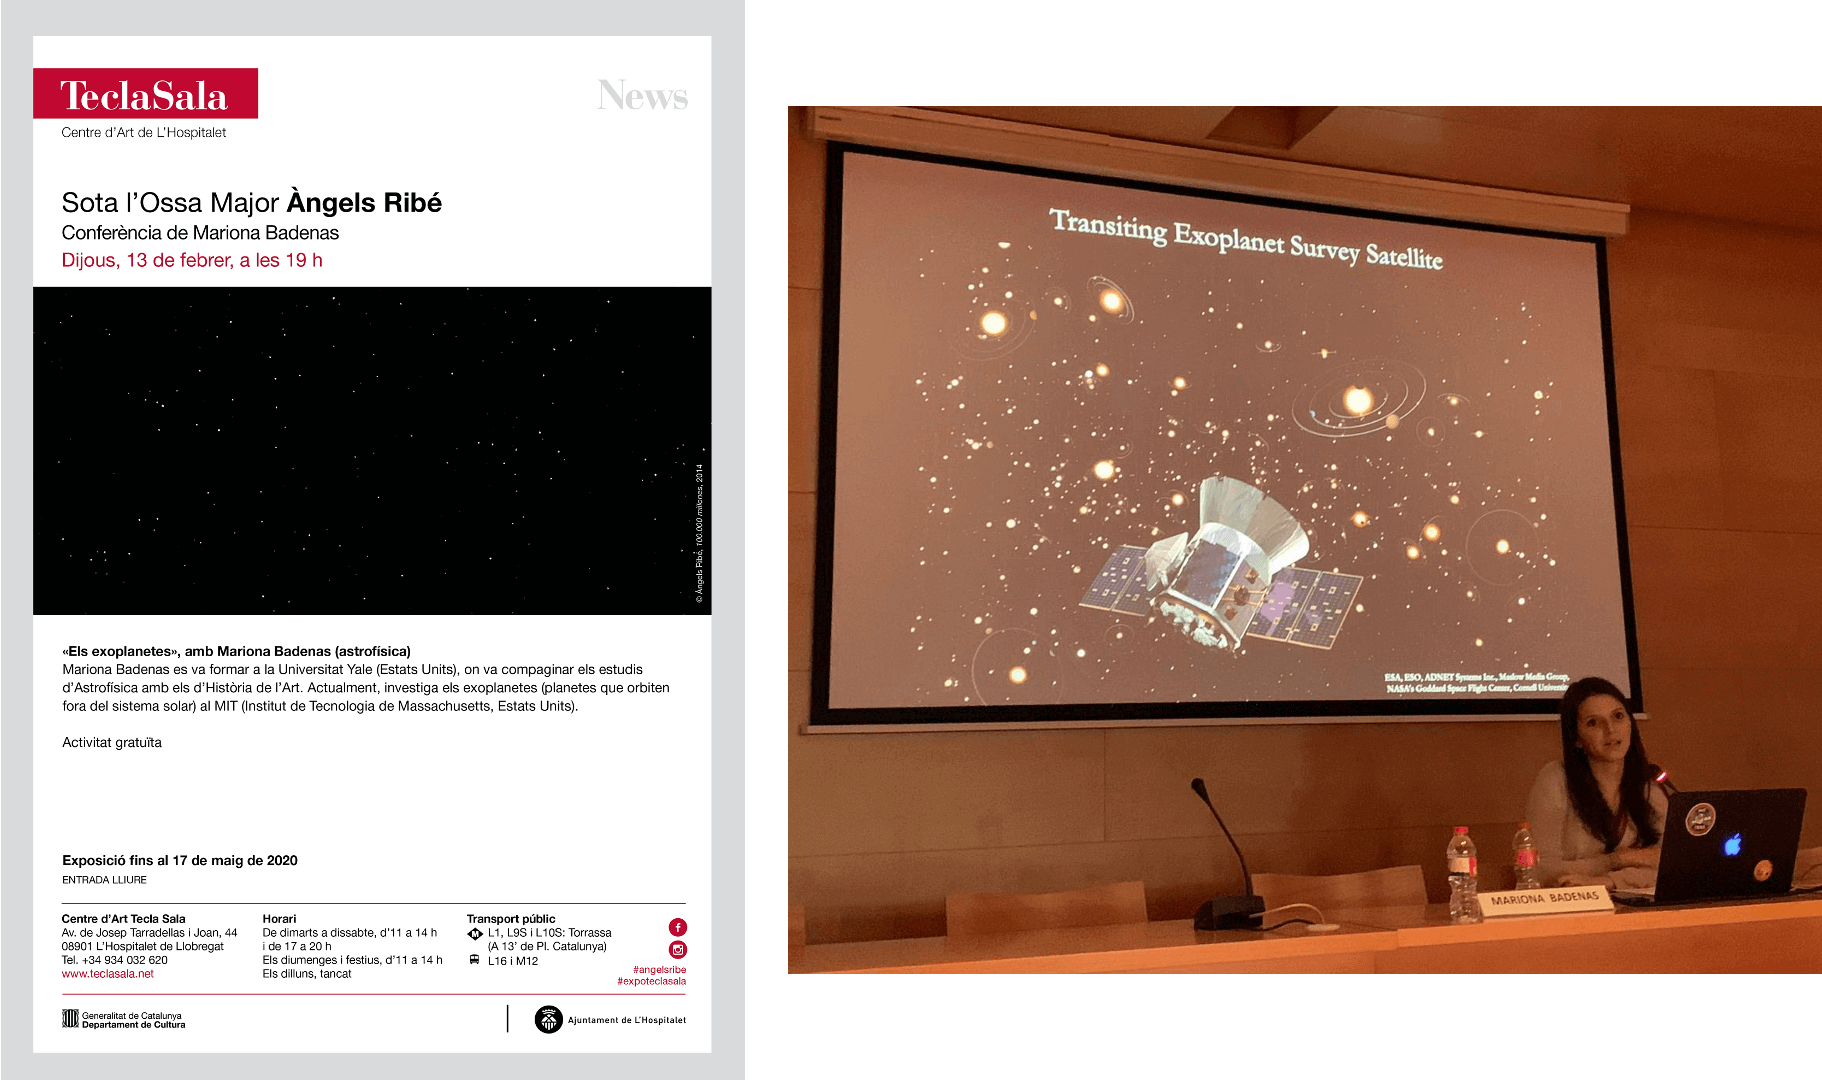 TeclaSala
News
Centre d'Art de L'Hospitalet
Sota l'Ossa Major Àngels Ribé
Conferència de Mariona Badenas
Dijous, 13 de febrer, a les 19 h
© Àngels Ribé, 100.000 millones, 2014
«Els exoplanetes», amb Mariona Badenas (astrofísica)
Mariona Badenas es va formar a la Universitat Yale (Estats Units), on va compaginar els estudis
d'Astrofísica amb els d'Història de l'Art. Actualment, investiga els exoplanetes (planetes que orbiten
fora del sistema solar) al MIT (Institut de Tecnologia de Massachusetts, Estats Units).
Activitat gratuïta
Exposició fins al 17 de maig de 2020
ENTRADA LLIURE
Centre d'Art Tecla Sala
Av. de Josep Tarradellas i Joan, 44
08901 L'Hospitalet de Llobregat
Tel. +34 934 032 620
www.teclasala.net
Horari
De dimarts a dissabte, d'11 a 14 h
i de 17 a 20 h
Els diumenges i festius, d'11 a 14 h
Els dilluns, tancat
Transport públic
M L1, L9S i L10S: Torrassa
(A 13' de Pl. Catalunya)
L16 i M12
#angelsribe
#expoteclasala
Generalitat de Catalunya
Departament de Cultura
Ajuntament de L'Hospitalet
Transiting Exoplanet Survey Satellite
ESA, ESO, ADNET Systems Inc., Media Group,
NASA's Goddard Space Flight Center, Cornell
MARIONA BADENAS